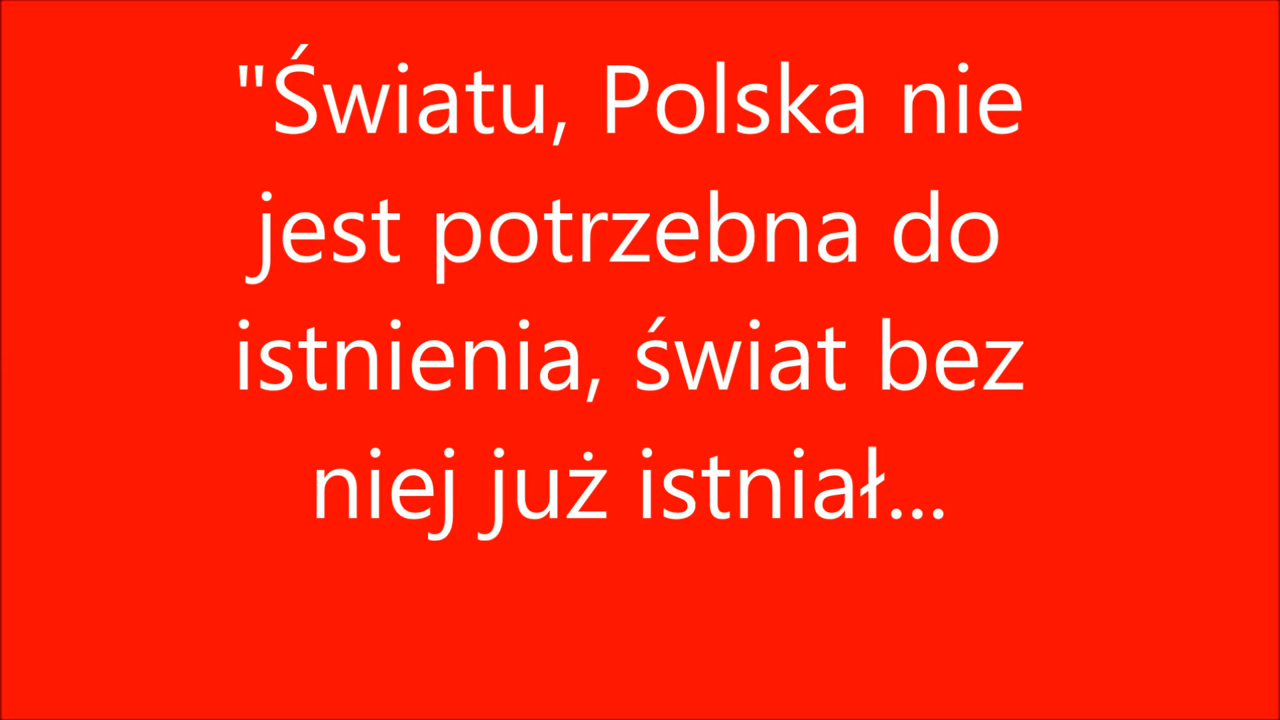 "Światu, Polska nie
jest potrzebna do
istnienia, świat bez
niej już istniał...